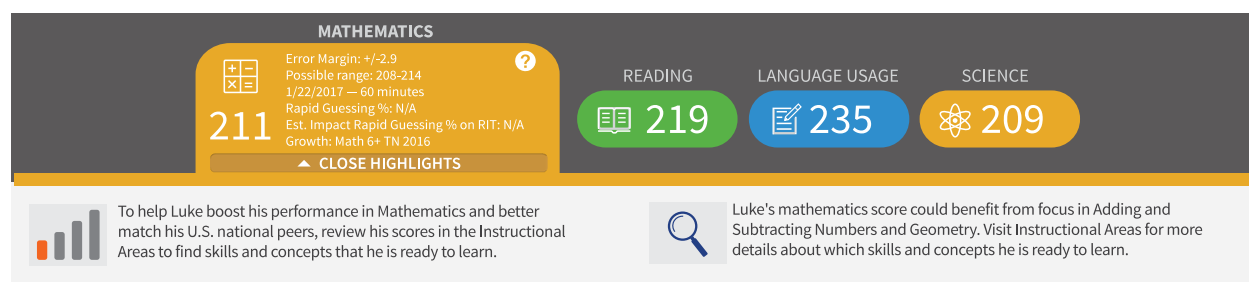 MATHEMATICS
Error Margin: +/-2.9
Possible range: 208-214
1/22/2017 — 60 minutes
Rapid Guessing %: N/A
Est. Impact Rapid Guessing % on RIT: N/A
Growth: Math 6+ TN 2016
211
?
CLOSE HIGHLIGHTS
READING
219
LANGUAGE USAGE
235
SCIENCE
209
To help Luke boost his performance in Mathematics and better
match his U.S. national peers, review his scores in the Instructional
Areas to find skills and concepts that he is ready to learn.
Luke's mathematics score could benefit from focus in Adding and
Subtracting Numbers and Geometry. Visit Instructional Areas for more
details about which skills and concepts he is ready to learn.